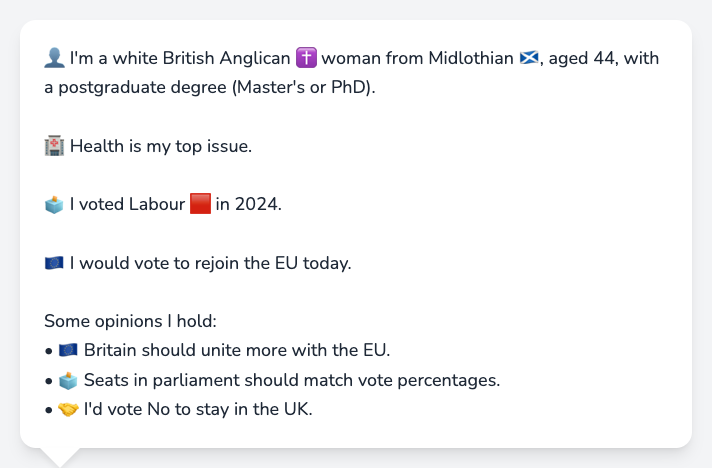 👤 I'm a white British Anglican ✝️ woman from Midlothian 🏴󠁧󠁢󠁳󠁣󠁴󠁿, aged 44, with
a postgraduate degree (Master's or PhD).
🏥 Health is my top issue.
🗳️ I voted Labour 🟥 in 2024.
🇪🇺 I would vote to rejoin the EU today.
Some opinions I hold:
• 🇪🇺 Britain should unite more with the EU.
• 🗳️ Seats in parliament should match vote percentages.
• 🤝 I'd vote No to stay in the UK.